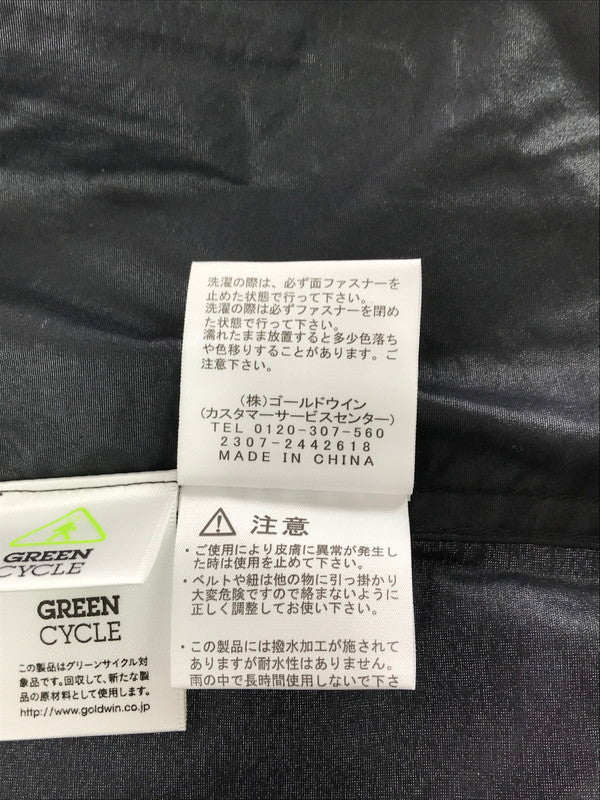 洗濯の際は、必ず面ファスナーを
止めた状態で行って下さい。
洗濯の際は必ずファスナーを閉め
た状態で行って下さい。
濡れたまま放置すると多少色落ち
や色移りすることがあります。ご
注意下さい。
(株)ゴールドウイン
(カスタマーサービスセンター)
TEL 0120-307-560
2307-2442618
MADE IN CHINA
注意
・ご使用により皮膚に異常が発生し
た時は使用を止めて下さい。
・ベルトや紐は他の物に引っ掛かり
大変危険ですので絡まないように
正しく調整してお使い下さい。
・この製品には撥水加工が施されて
ありますが耐水性はありません。
雨の中で長時間使用しないで下さ
GREEN
CYCLE
GREEN
CYCLE
この製品はグリーンサイクル対
象品です。回収して、新たな製
品の原材料として使用します。
http://www.goldwin.co.jp